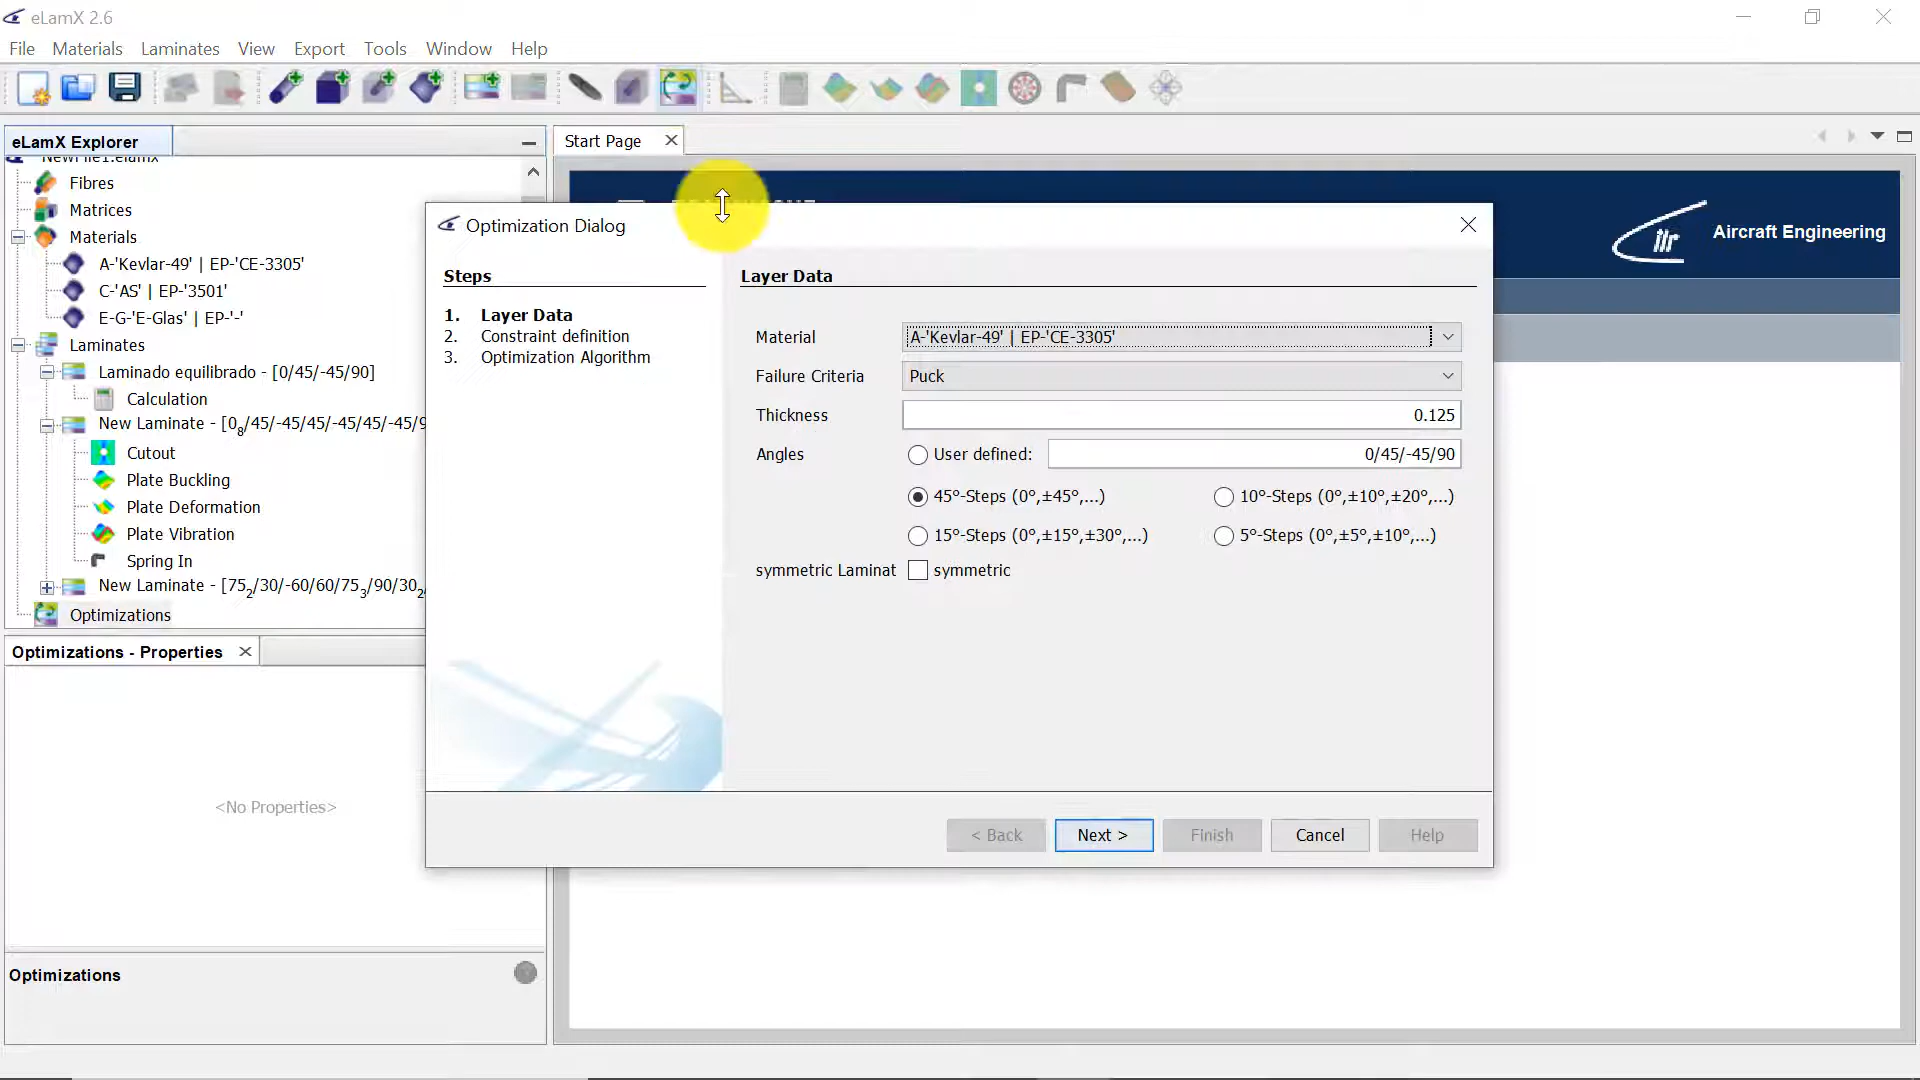 eLamX 2.6
File Materials Laminates View Export Tools Window Help
eLamX Explorer
Start Page
NewFile1.elamx
Fibres
Matrices
Materials
A-'Kevlar-49' | EP-'CE-3305'
C-'AS' | EP-'3501'
E-G-'E-Glas' | EP-'-'
Laminates
Laminado equilibrado - [0/45/-45/90]
Calculation
New Laminate - [0₈/45/-45/45/-45/45/-45/9
Cutout
Plate Buckling
Plate Deformation
Plate Vibration
Spring In
New Laminate - [75₂/30/-60/60/75₃/90/30₂
Optimizations
Optimizations - Properties
<No Properties>
Optimizations
ilr Aircraft Engineering
Optimization Dialog
Steps
1. Layer Data
2. Constraint definition
3. Optimization Algorithm
Layer Data
Material A-'Kevlar-49' | EP-'CE-3305'
Failure Criteria Puck
Thickness 0.125
Angles User defined: 0/45/-45/90
45°-Steps (0°,±45°,...) 10°-Steps (0°,±10°,±20°,...)
15°-Steps (0°,±15°,±30°,...) 5°-Steps (0°,±5°,±10°,...)
symmetric Laminat symmetric
< Back Next > Finish Cancel Help